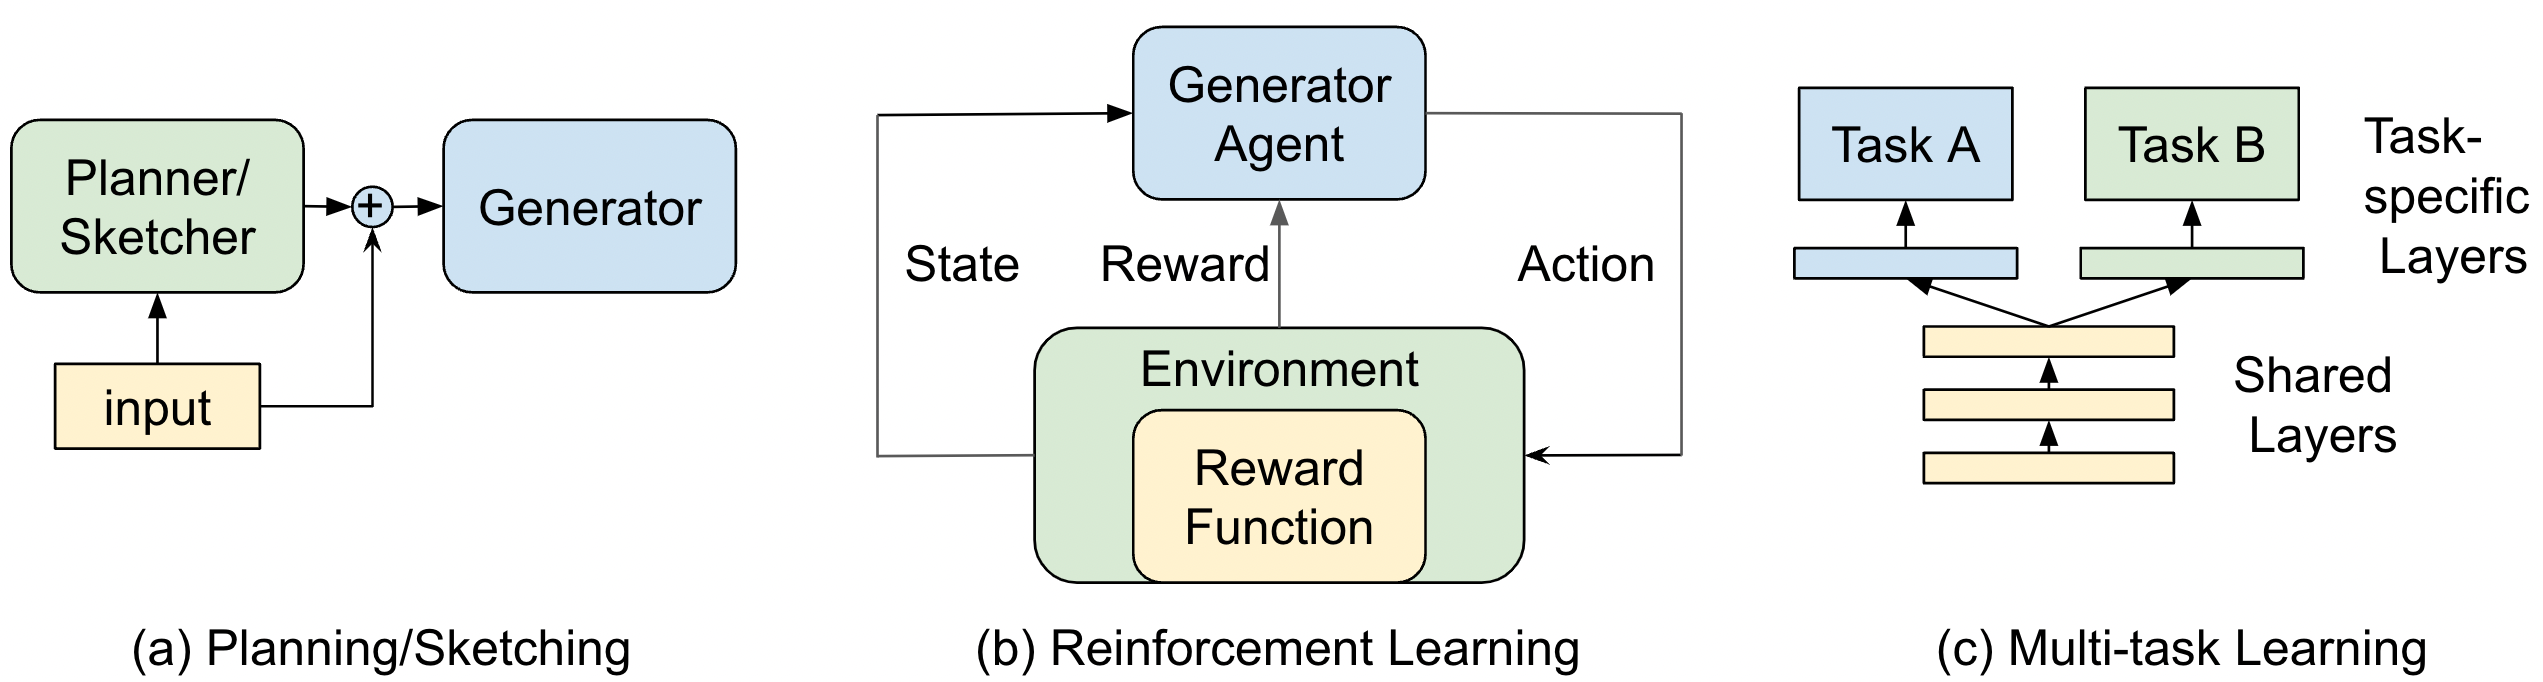 Planner/
Sketcher
+
Generator
input
(a) Planning/Sketching
Generator
Agent
State
Reward
Action
Environment
Reward
Function
(b) Reinforcement Learning
Task A
Task B
Task-
specific
Layers
Shared
Layers
(c) Multi-task Learning